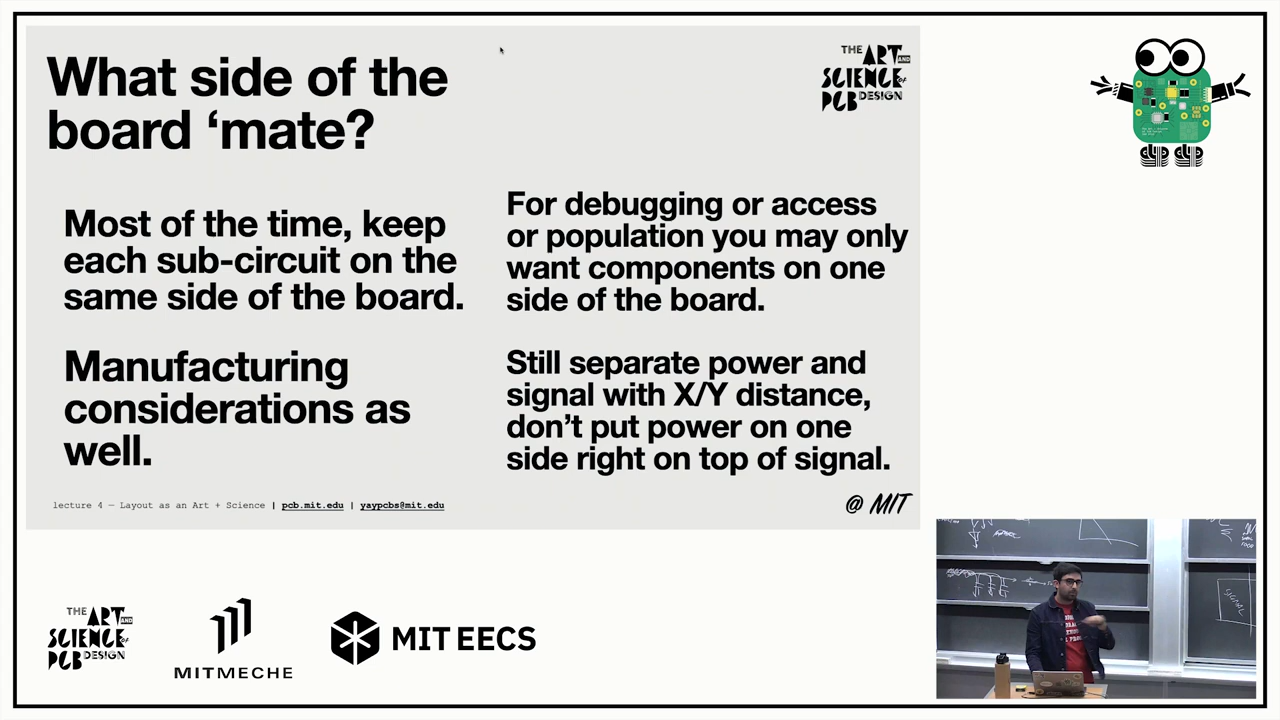 What side of the
board ‘mate?
THE ART AND
SCIENCE of
PCB DESIGN
Most of the time, keep
each sub-circuit on the
same side of the board.
Manufacturing
considerations as
well.
For debugging or access
or population you may only
want components on one
side of the board.
Still separate power and
signal with X/Y distance,
don’t put power on one
side right on top of signal.
lecture 4 — Layout as an Art + Science | pcb.mit.edu | yaypcbs@mit.edu
@ MIT
THE ART AND
SCIENCE of
PCB DESIGN
MITMECHE
MIT EECS